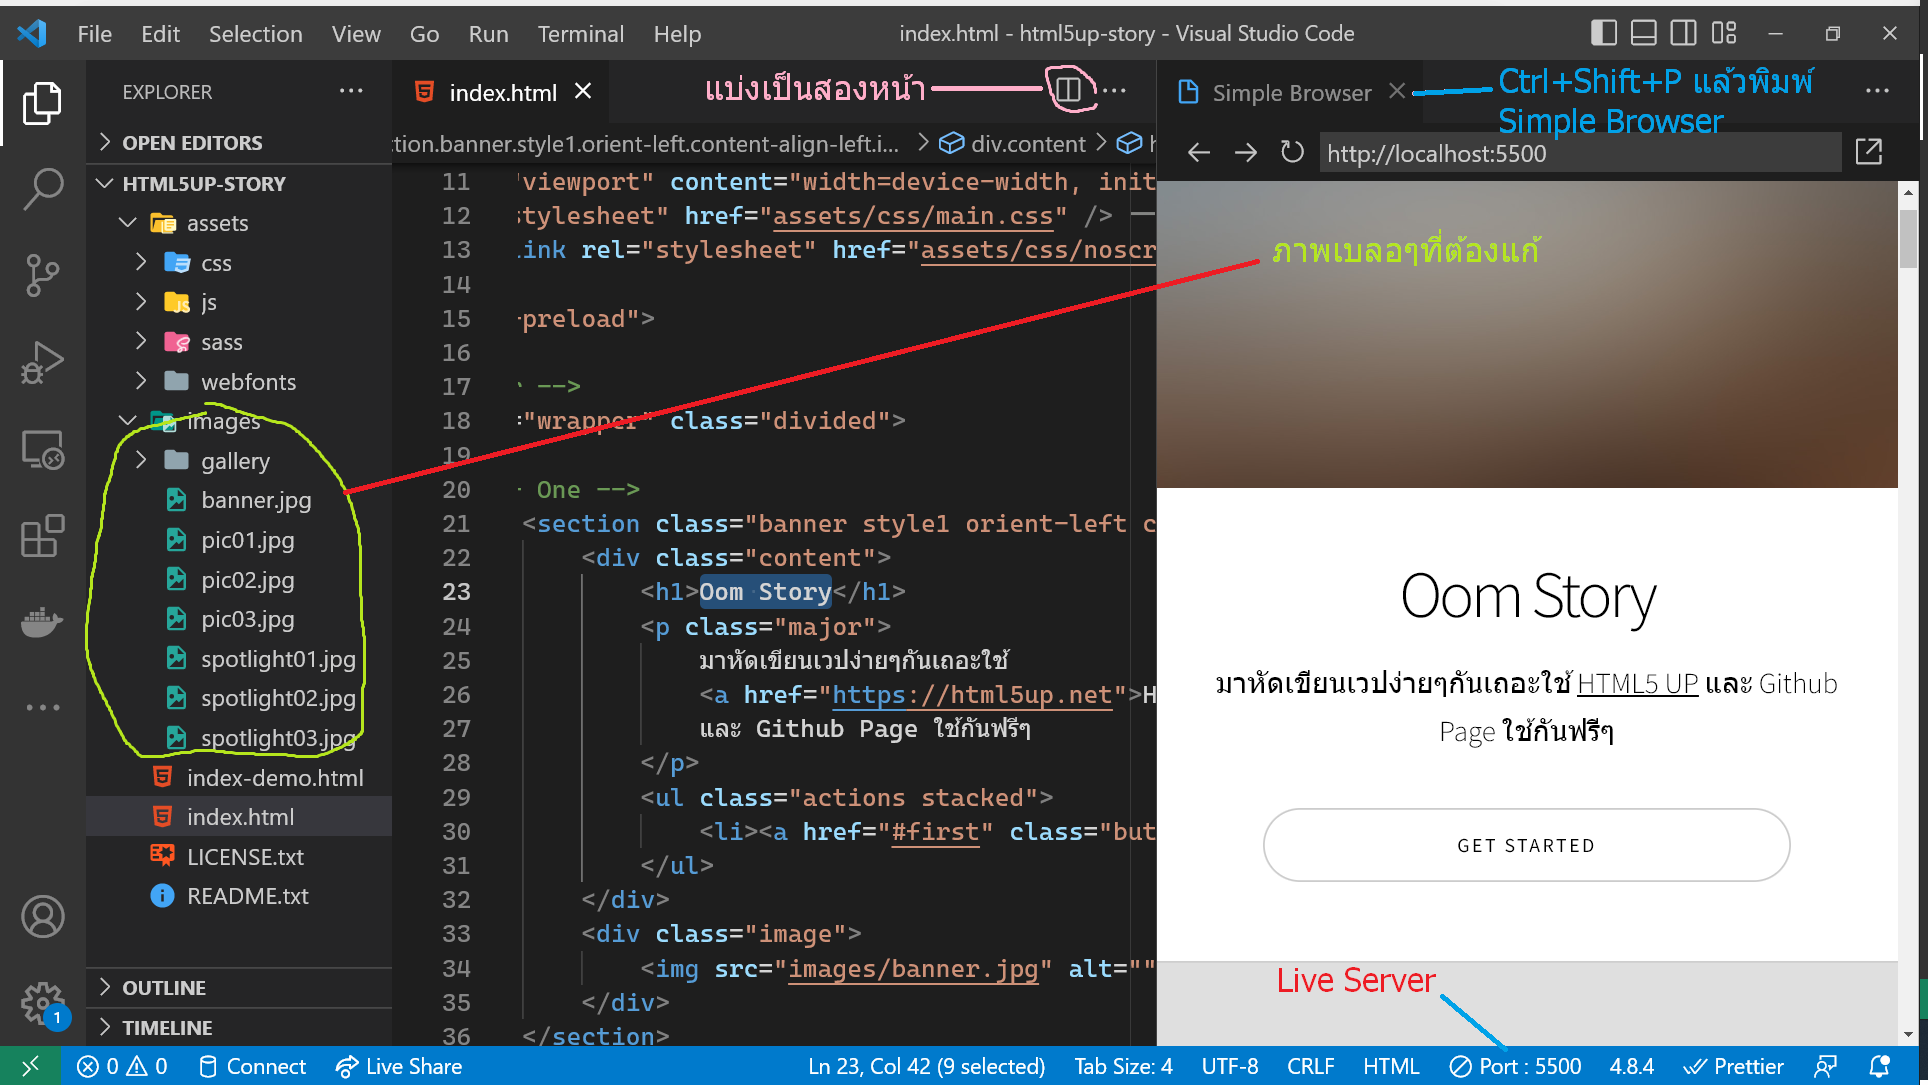 File Edit Selection View Go Run Terminal Help
index.html - html5up-story - Visual Studio Code
EXPLORER
OPEN EDITORS
HTML5UP-STORY
assets
css
js
sass
webfonts
images
gallery
banner.jpg
pic01.jpg
pic02.jpg
pic03.jpg
spotlight01.jpg
spotlight02.jpg
spotlight03.jpg
index-demo.html
index.html
LICENSE.txt
README.txt
OUTLINE
TIMELINE
1
index.html
แบ่งเป็นสองหน้า
tion.banner.style1.orient-left.content-align-left.i... > div.content >
11 viewport" content="width=device-width, init
12 stylesheet" href="assets/css/main.css" />
13 ink rel="stylesheet" href="assets/css/noscr
14
15 -preload">
16
17 -->
18 ="wrapper" class="divided">
19
20 One -->
21 <section class="banner style1 orient-left c
22 <div class="content">
23 <h1>Oom Story</h1>
24 <p class="major">
25 มาหัดเขียนเวปง่ายๆกันเถอะใช้
26 <a href="https://html5up.net">H
27 และ Github Page ใช้กันฟรีๆ
28 </p>
29 <ul class="actions stacked">
30 <li><a href="#first" class="but
31 </ul>
32 </div>
33 <div class="image">
34 <img src="images/banner.jpg" alt=""
35 </div>
36 </section>
Simple Browser
Ctrl+Shift+P แล้วพิมพ์
Simple Browser
http://localhost:5500
ภาพเบลอๆที่ต้องแก้
Oom Story
มาหัดเขียนเวปง่ายๆกันเถอะใช้ HTML5 UP และ Github
Page ใช้กันฟรีๆ
GET STARTED
Live Server
0 0 Connect Live Share
Ln 23, Col 42 (9 selected) Tab Size: 4 UTF-8 CRLF HTML Port : 5500 4.8.4 Prettier